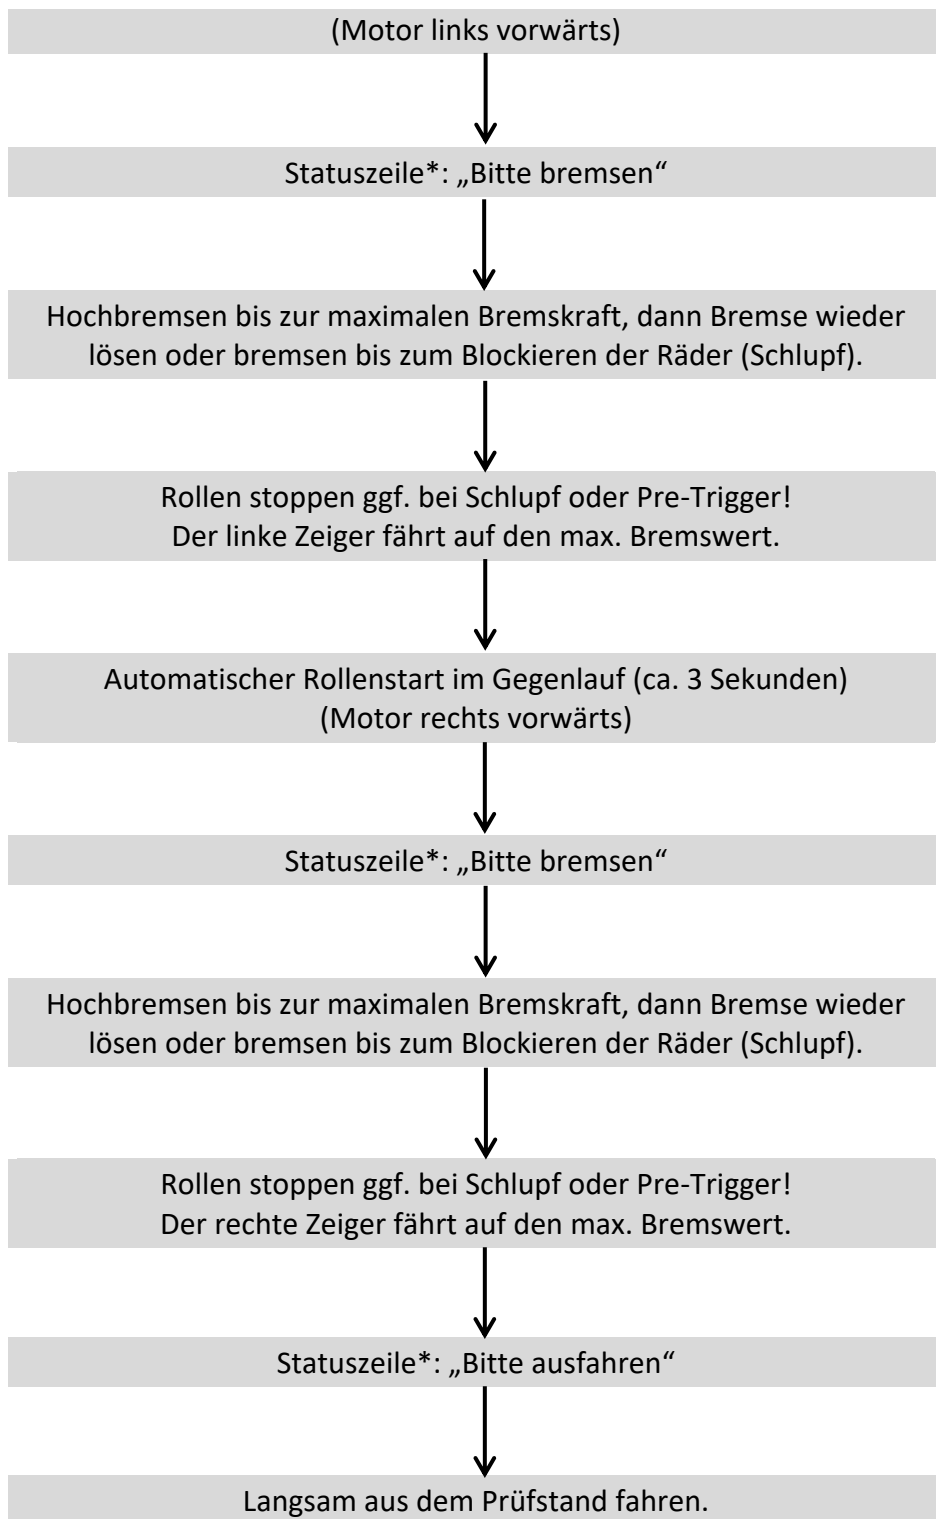 (Motor links vorwärts)
Statuszeile*: „Bitte bremsen“
Hochbremsen bis zur maximalen Bremskraft, dann Bremse wieder
lösen oder bremsen bis zum Blockieren der Räder (Schlupf).
Rollen stoppen ggf. bei Schlupf oder Pre-Trigger!
Der linke Zeiger fährt auf den max. Bremswert.
Automatischer Rollenstart im Gegenlauf (ca. 3 Sekunden)
(Motor rechts vorwärts)
Statuszeile*: „Bitte bremsen“
Hochbremsen bis zur maximalen Bremskraft, dann Bremse wieder
lösen oder bremsen bis zum Blockieren der Räder (Schlupf).
Rollen stoppen ggf. bei Schlupf oder Pre-Trigger!
Der rechte Zeiger fährt auf den max. Bremswert.
Statuszeile*: „Bitte ausfahren“
Langsam aus dem Prüfstand fahren.